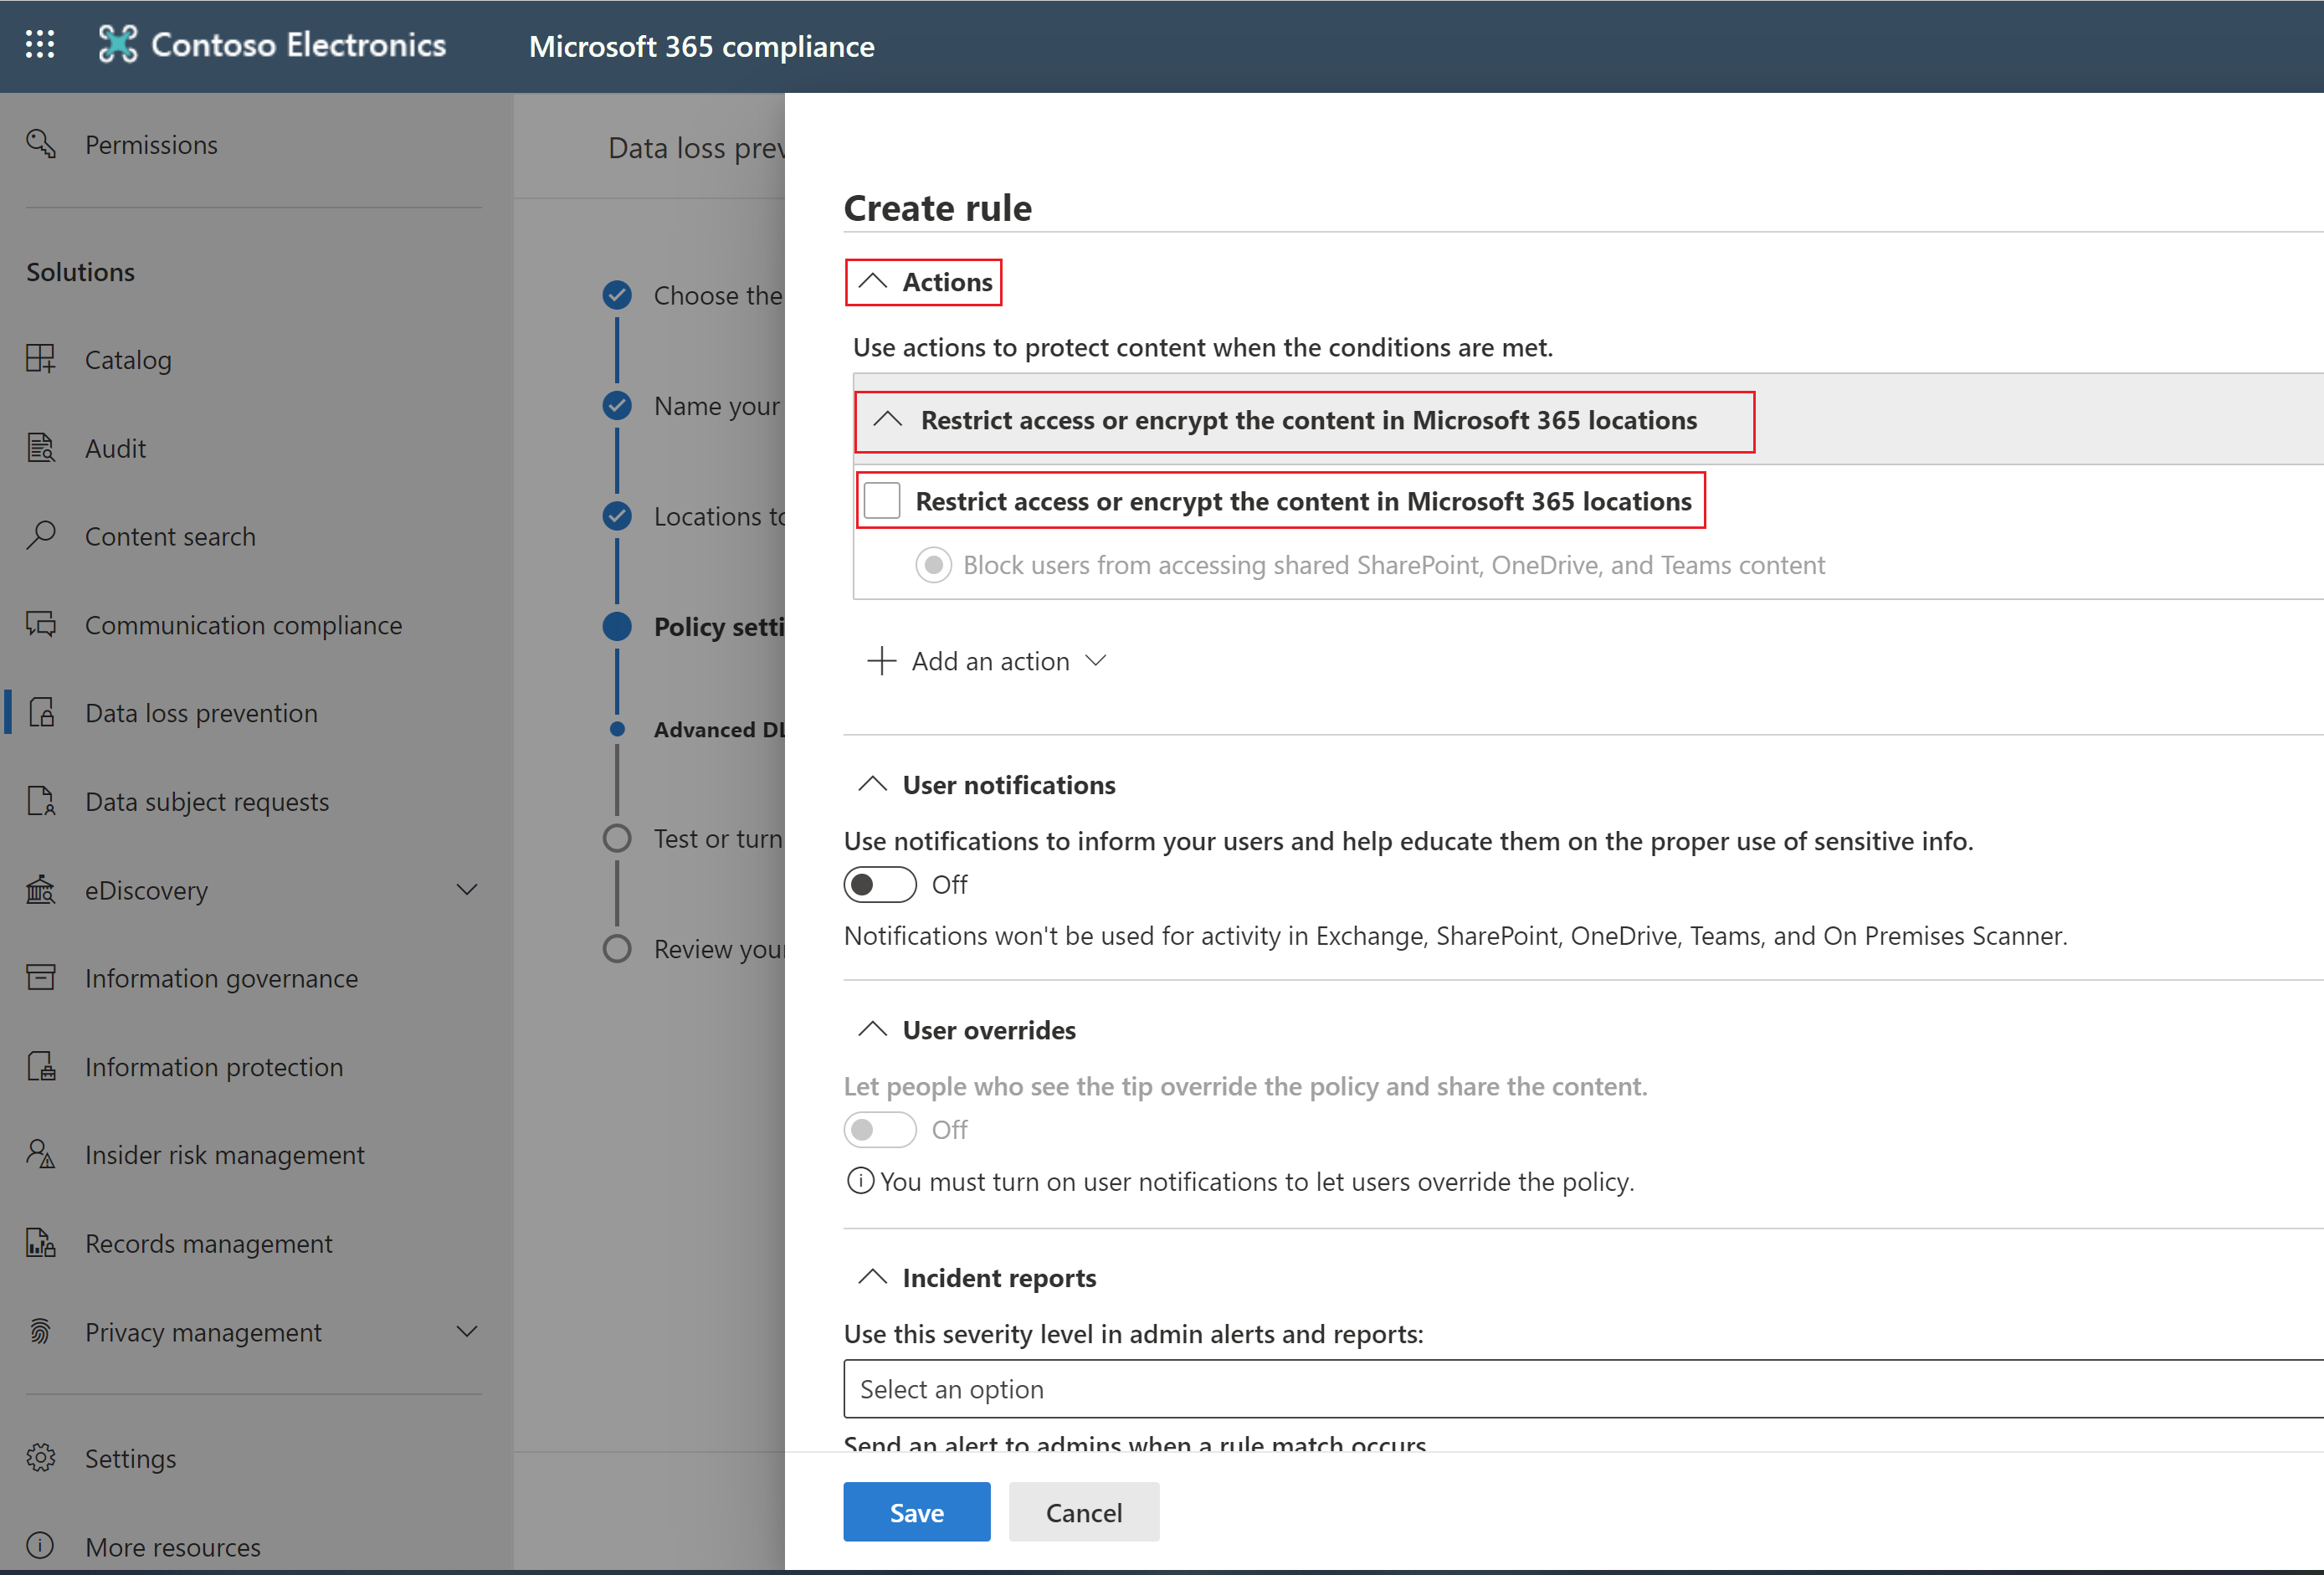 Contoso Electronics
Microsoft 365 compliance
Permissions
Solutions
Catalog
Audit
Content search
Communication compliance
Data loss prevention
Data subject requests
eDiscovery
Information governance
Information protection
Insider risk management
Records management
Privacy management
Settings
More resources
Data loss prev
Choose the
Name your
Locations to
Policy setti
Advanced DL
Test or turn
Review your
Create rule
Actions
Use actions to protect content when the conditions are met.
Restrict access or encrypt the content in Microsoft 365 locations
Restrict access or encrypt the content in Microsoft 365 locations
Block users from accessing shared SharePoint, OneDrive, and Teams content
Add an action
User notifications
Use notifications to inform your users and help educate them on the proper use of sensitive info.
Off
Notifications won't be used for activity in Exchange, SharePoint, OneDrive, Teams, and On Premises Scanner.
User overrides
Let people who see the tip override the policy and share the content.
Off
You must turn on user notifications to let users override the policy.
Incident reports
Use this severity level in admin alerts and reports:
Select an option
Send an alert to admins when a rule match occurs
Save
Cancel